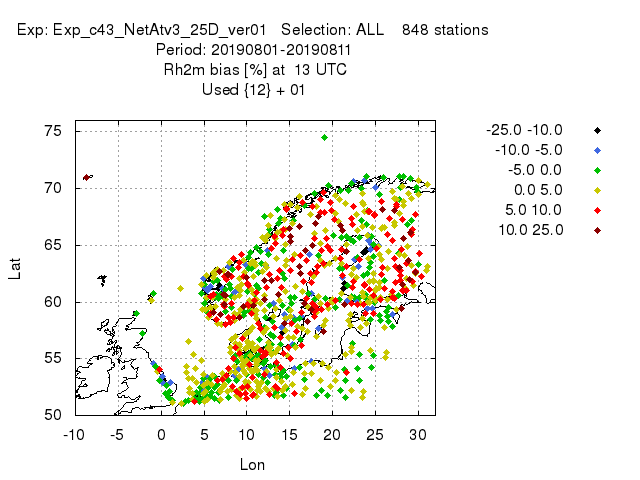 Exp: Exp_c43_NetAtv3_25D_ver01 Selection: ALL 848 stations
Period: 20190801-20190811
Rh2m bias [%] at 13 UTC
Used {12} + 01
-25.0 -10.0
-10.0 -5.0
-5.0 0.0
0.0 5.0
5.0 10.0
10.0 25.0
75
70
65
60
55
50
Lat
-10 -5 0 5 10 15 20 25 30
Lon